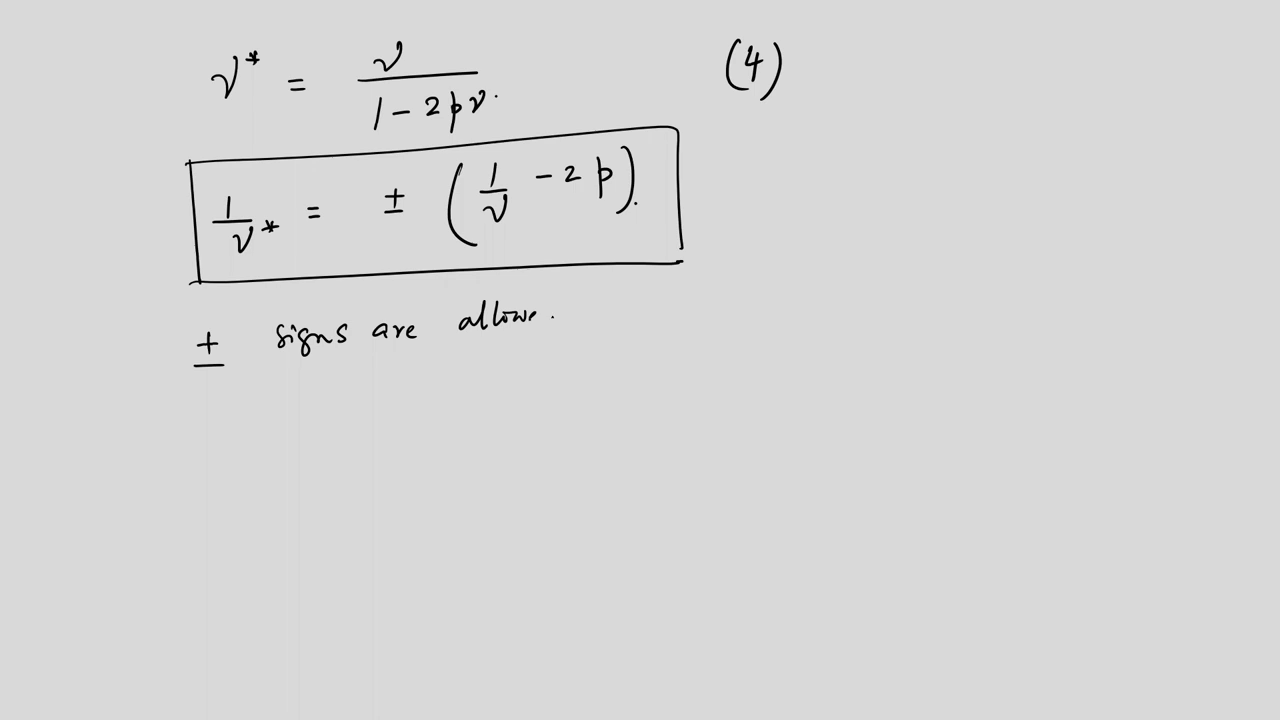 ν* = ν / (1 - 2pν. (4)
1/ν* = ± (1/ν - 2p).
± signs are allowe.